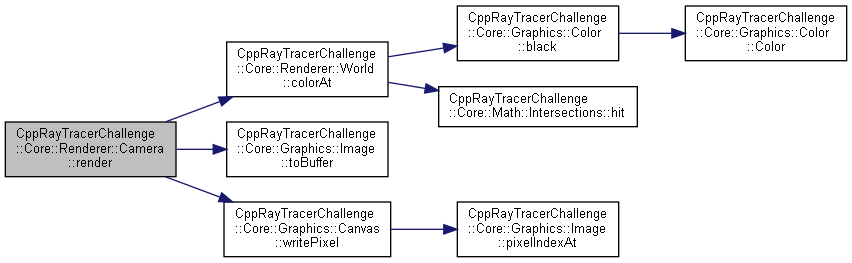 CppRayTracerChallenge
::Core::Renderer::Camera
::render
CppRayTracerChallenge
::Core::Renderer::World
::colorAt
CppRayTracerChallenge
::Core::Graphics::Color
::black
CppRayTracerChallenge
::Core::Graphics::Color
::Color
CppRayTracerChallenge
::Core::Math::Intersections::hit
CppRayTracerChallenge
::Core::Graphics::Image
::toBuffer
CppRayTracerChallenge
::Core::Graphics::Canvas
::writePixel
CppRayTracerChallenge
::Core::Graphics::Image
::pixelIndexAt